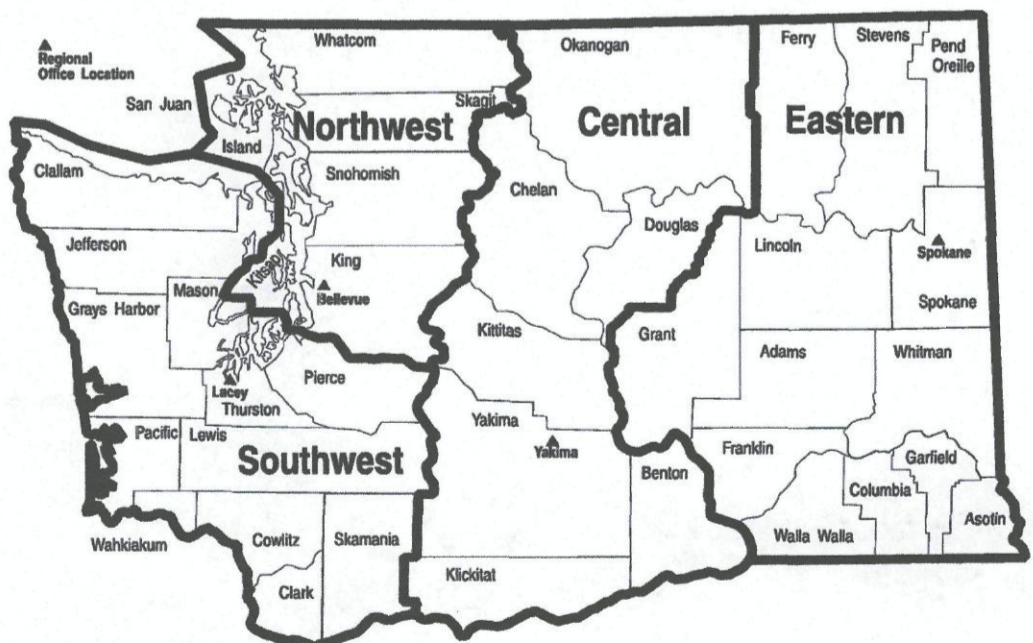 Regional
Office Location
Whatcom
Okanogan
Ferry
Stevens
Pend
Oreille
San Juan
Skagit
Northwest
Central
Eastern
Island
Clallam
Snohomish
Chelan
Douglas
Jefferson
Lincoln
King
Kitsap
Spokane
Mason
Bellevue
Grays Harbor
Spokane
Kittitas
Grant
Adams
Whitman
Pierce
Lacey
Thurston
Yakima
Pacific
Lewis
Yakima
Franklin
Southwest
Benton
Garfield
Columbia
Asotin
Wahkiakum
Cowlitz
Skamania
Walla Walla
Klickitat
Clark